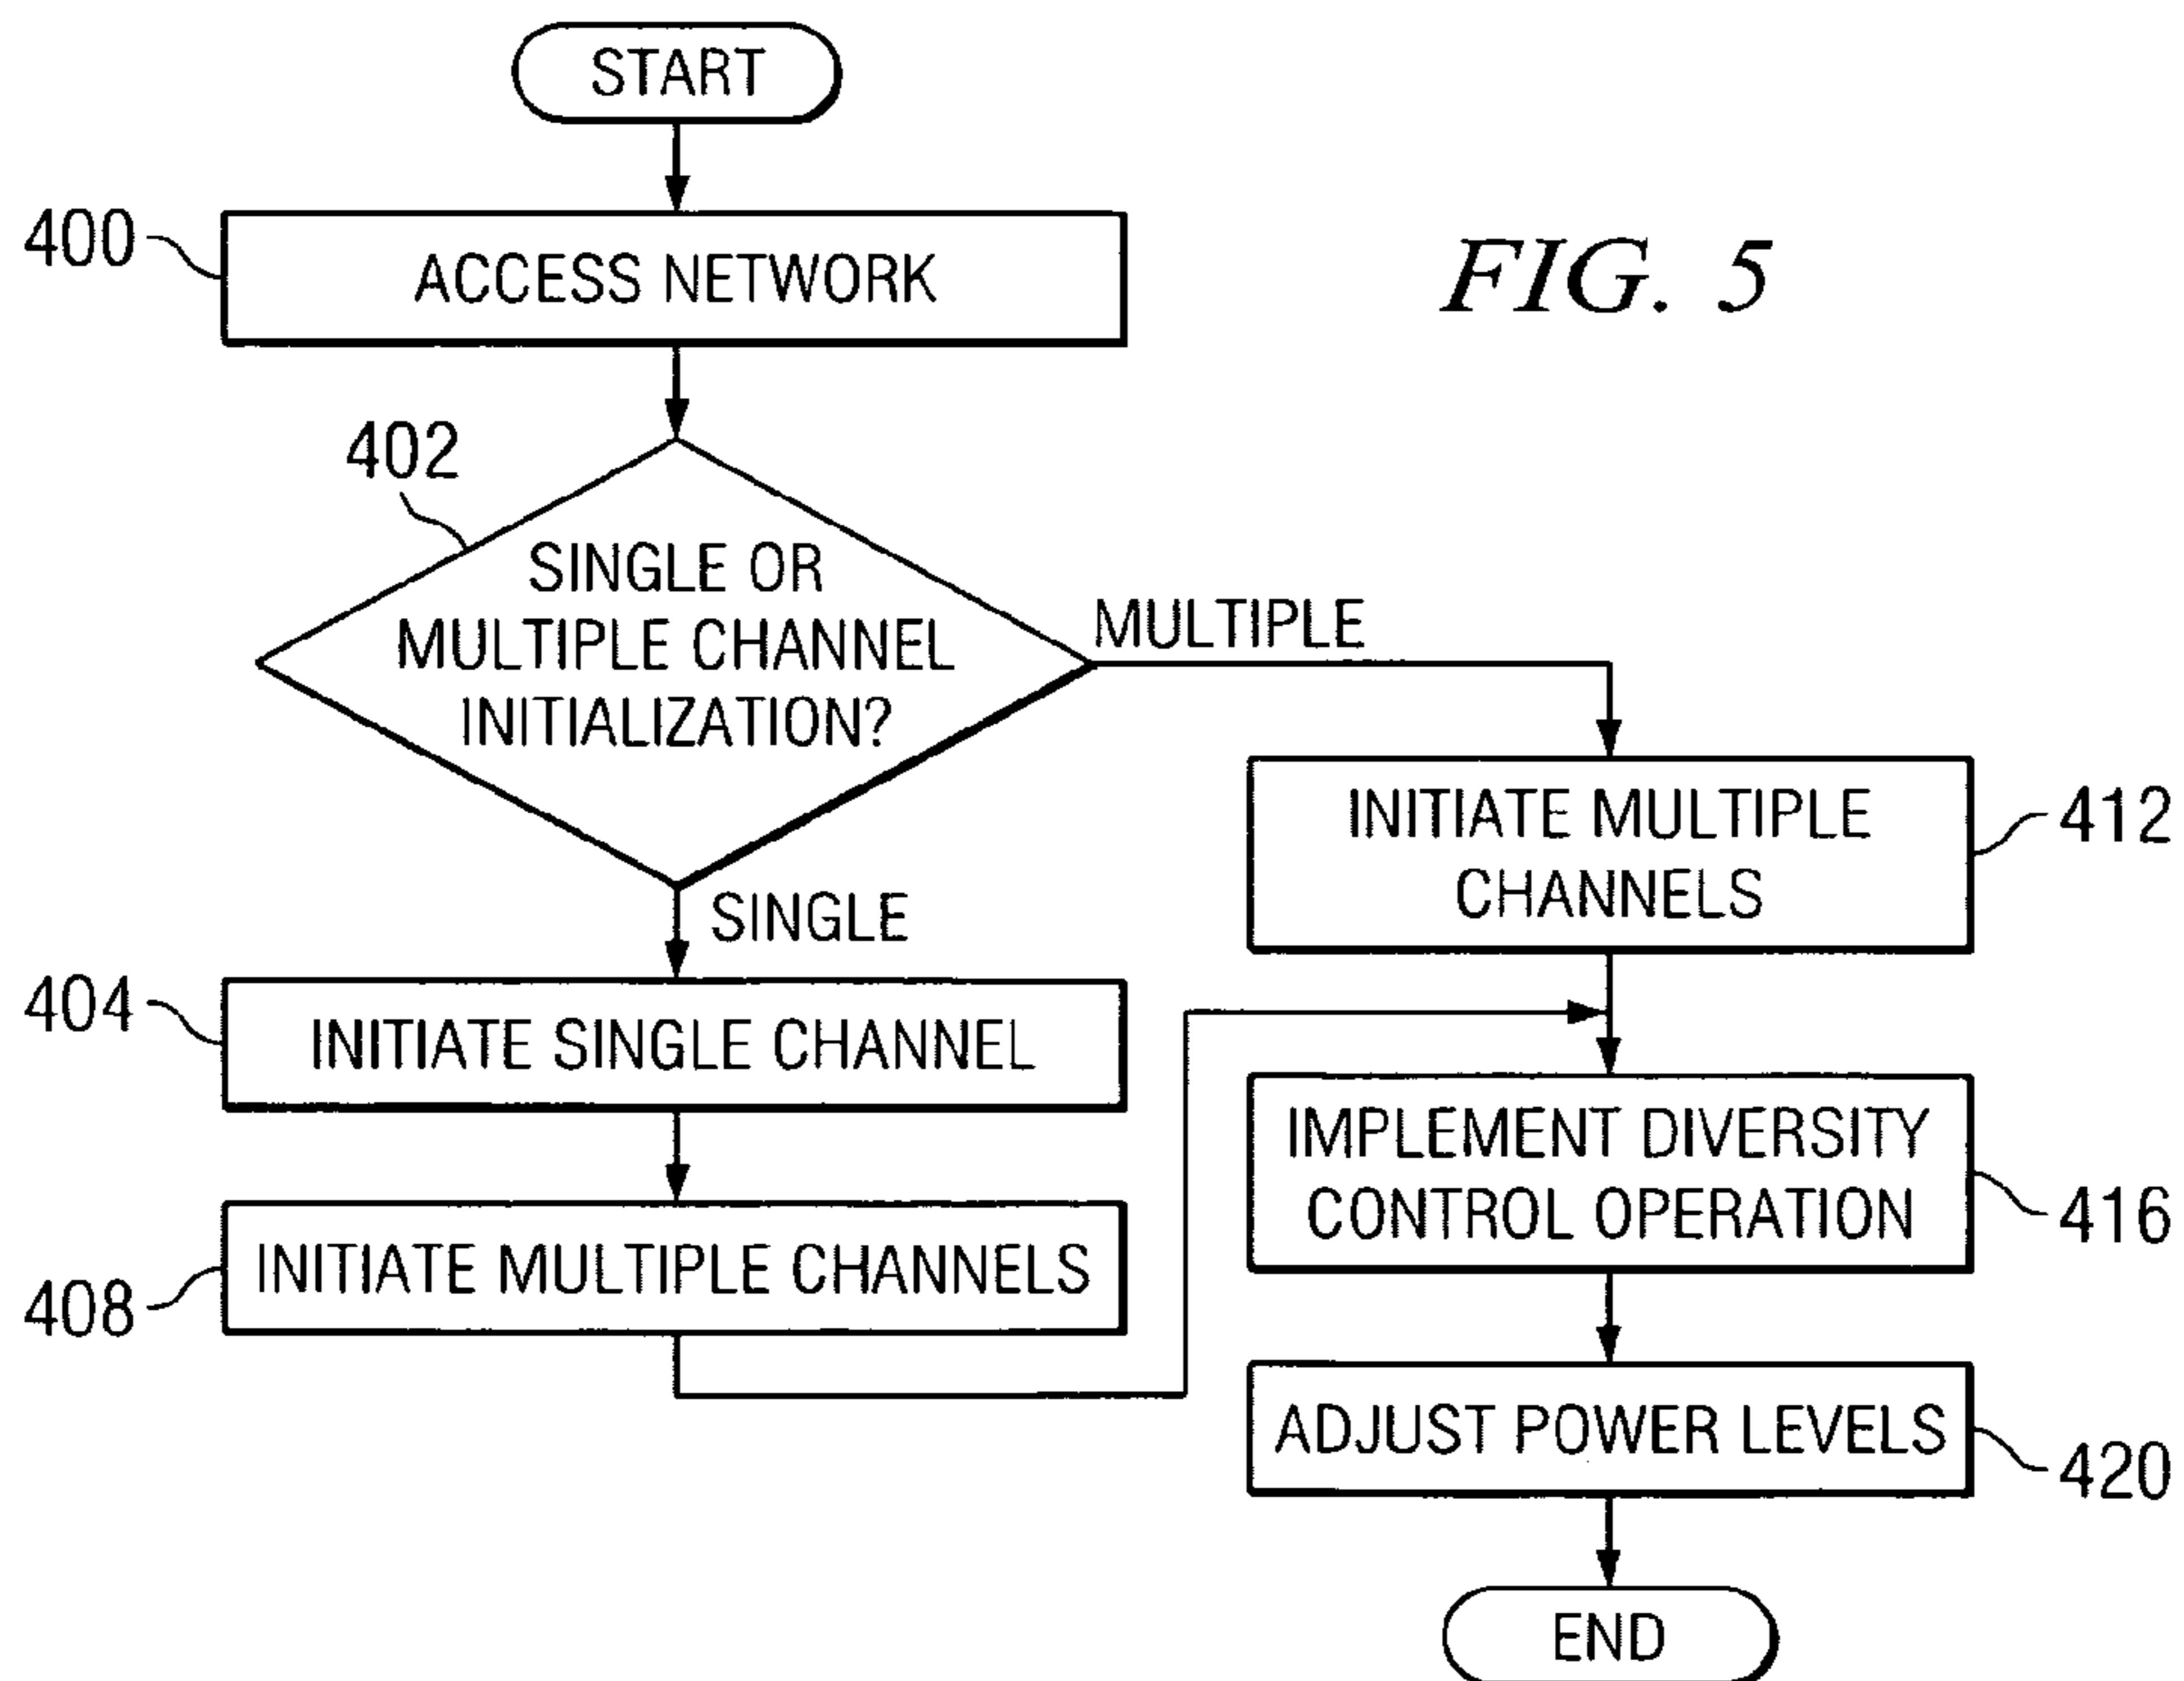 START
400
ACCESS NETWORK
FIG. 5
402
SINGLE OR
MULTIPLE CHANNEL
INITIALIZATION?
MULTIPLE
SINGLE
404
INITIATE SINGLE CHANNEL
408
INITIATE MULTIPLE CHANNELS
INITIATE MULTIPLE
CHANNELS
412
IMPLEMENT DIVERSITY
CONTROL OPERATION
416
ADJUST POWER LEVELS
420
END